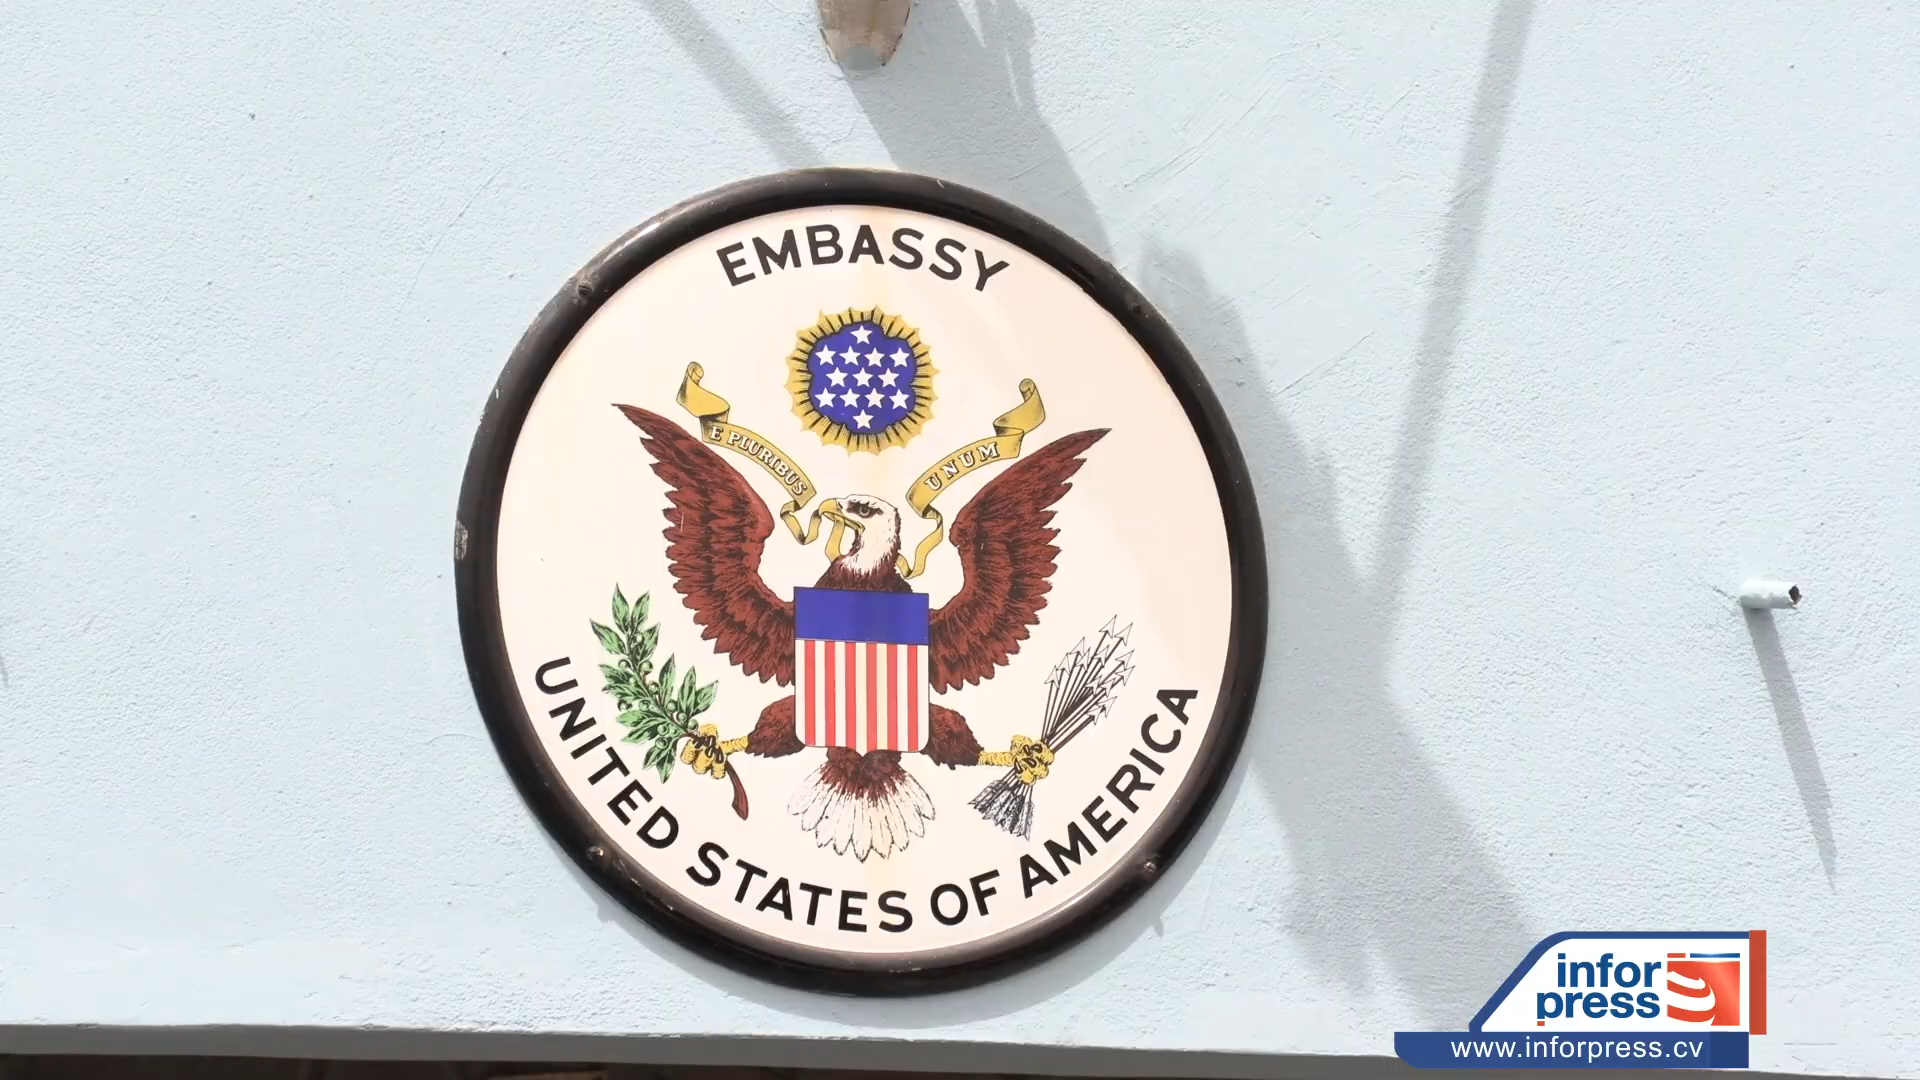 EMBASSY
E PLURIBUS UNUM
UNITED STATES OF AMERICA
infor
press
www.inforpress.cv